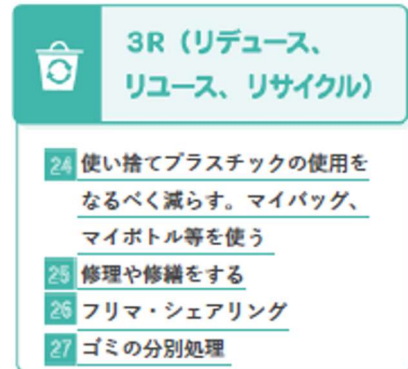 3R（リデュース、
リユース、リサイクル）
24 使い捨てプラスチックの使用を
なるべく減らす。マイバッグ、
マイボトル等を使う
25 修理や修繕をする
26 フリマ・シェアリング
27 ゴミの分別処理